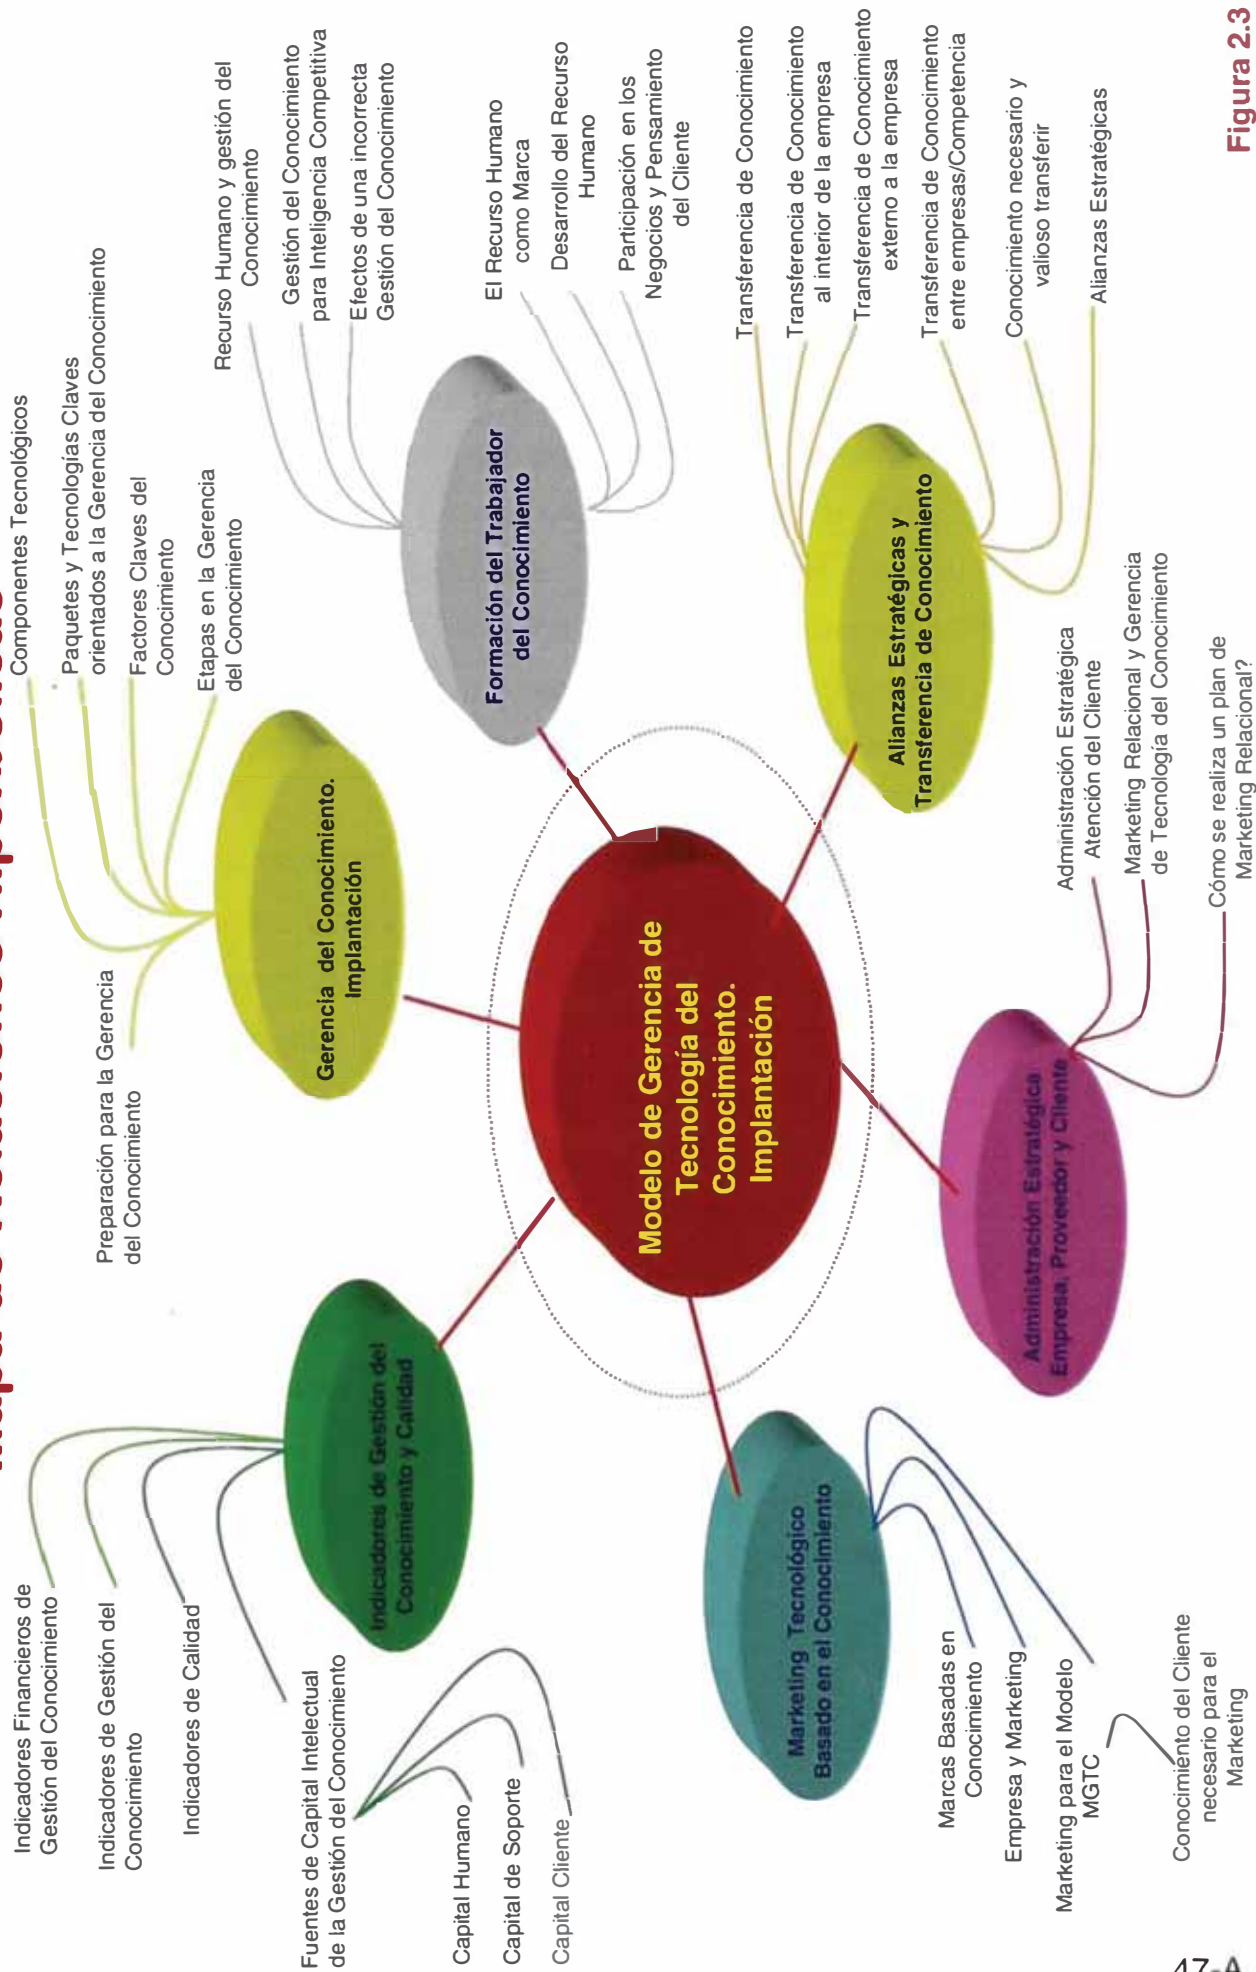 Componentes Tecnológicos
Paquetes y Tecnologías Claves
orientados a la Gerencia del Conocimiento
Factores Claves del
Conocimiento
Etapas en la Gerencia
del Conocimiento
Preparación para la Gerencia
del Conocimiento
Gerencia del Conocimiento.
Implantación
Recurso Humano y gestión del
Conocimiento
Gestión del Conocimiento
para Inteligencia Competitiva
Efectos de una incorrecta
Gestión del Conocimiento
Formación del Trabajador
del Conocimiento
El Recurso Humano
como Marca
Desarrollo del Recurso
Humano
Participación en los
Negocios y Pensamiento
del Cliente
Transferencia de Conocimiento
Transferencia de Conocimiento
al interior de la empresa
Transferencia de Conocimiento
externo a la empresa
Transferencia de Conocimiento
entre empresas/Competencia
Conocimiento necesario y
valioso transferir
Alianzas Estratégicas
Alianzas Estratégicas y
Transferencia de Conocimiento
Modelo de Gerencia de
Tecnología del
Conocimiento.
Implantación
Administración Estratégica
Atención del Cliente
Marketing Relacional y Gerencia
de Tecnología del Conocimiento
Cómo se realiza un plan de
Marketing Relacional?
Administración Estratégica
Empresa, Proveedor y Cliente
Indicadores Financieros de
Gestión del Conocimiento
Indicadores de Gestión del
Conocimiento
Indicadores de Calidad
Fuentes de Capital Intelectual
de la Gestión del Conocimiento
Capital Humano
Capital de Soporte
Capital Cliente
Indicadores de Gestión del
Conocimiento y Calidad
Marketing Tecnológico
Basado en el Conocimiento
Marcas Basadas en
Conocimiento
Empresa y Marketing
Marketing para el Modelo
MGTC
Conocimiento del Cliente
necesario para el
Marketing
Figura 2.3
47-A